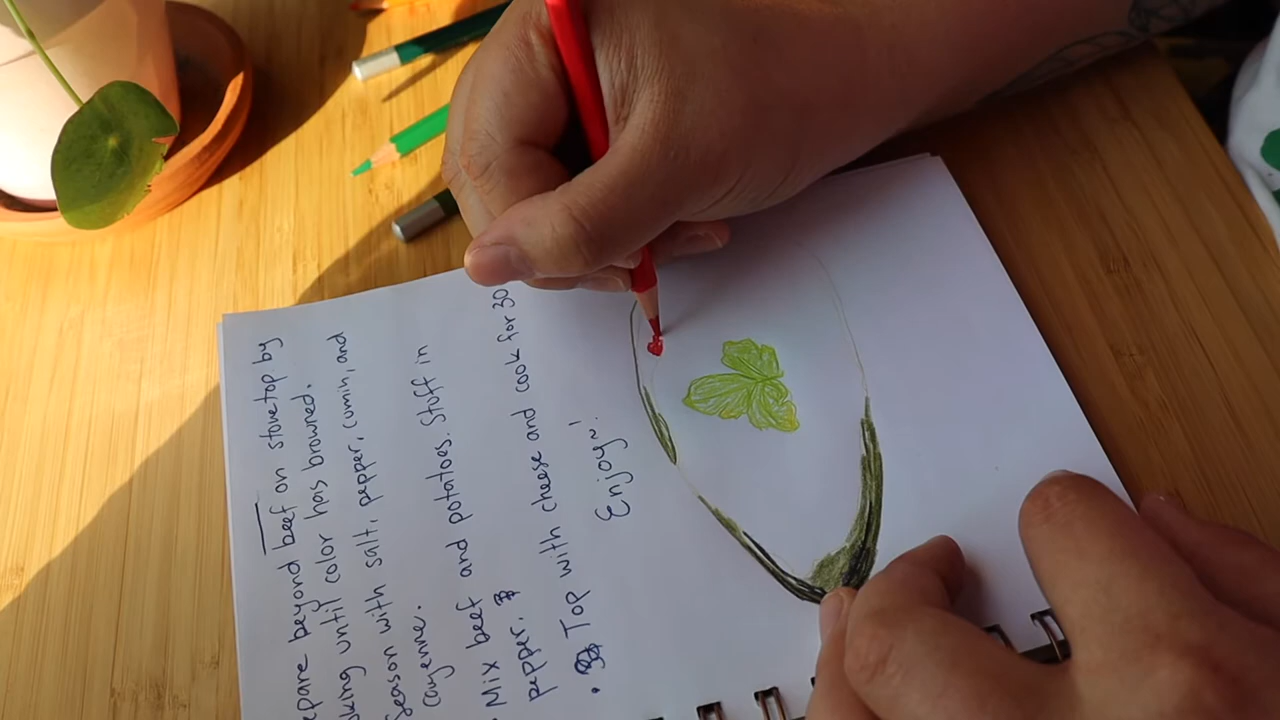 epare beyond beef on stovetop by
oking until color has browned.
Season with salt, pepper, cumin, and
cayenne.
Mix beef and potatoes. Stuff in
pepper.
• Top with cheese and cook for 30
Enjoy~!